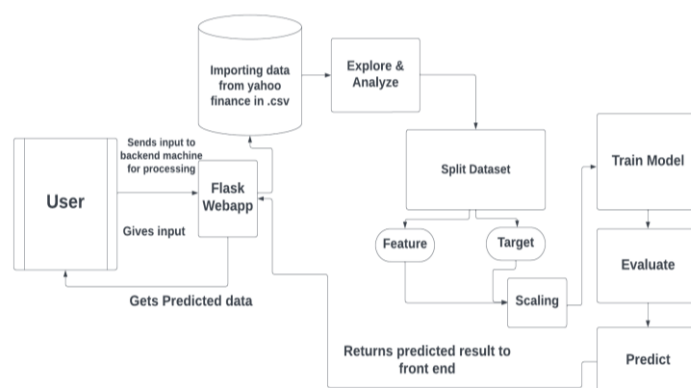 Importing data
from yahoo
finance in .csv
Explore &
Analyze
Sends input to
backend machine
for processing
User
Flask
Webapp
Gives input
Gets Predicted data
Split Dataset
Feature
Target
Scaling
Train Model
Evaluate
Predict
Returns predicted result to
front end